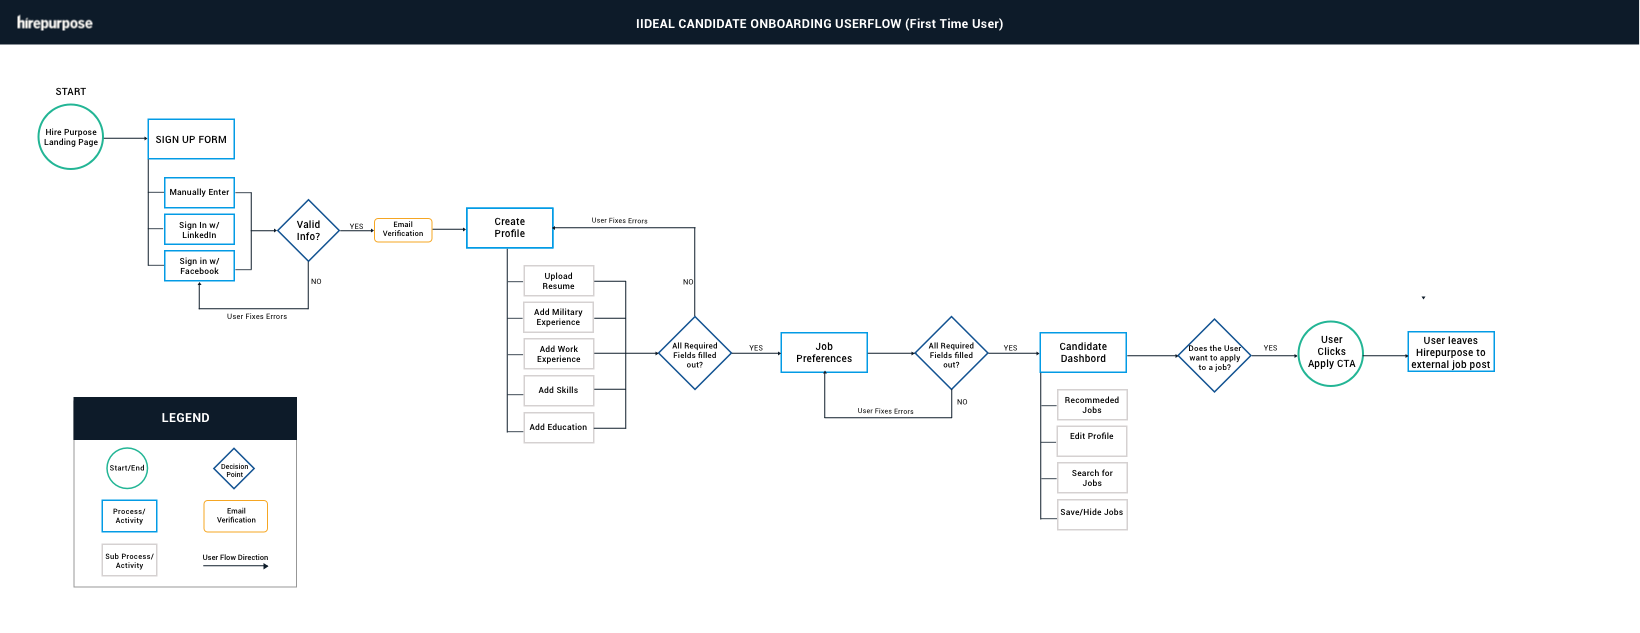 hirepurpose
IIDEAL CANDIDATE ONBOARDING USERFLOW (First Time User)
START
Hire Purpose
Landing Page
SIGN UP FORM
Manually Enter
Sign In w/
LinkedIn
Sign in w/
Facebook
Valid
Info?
YES
NO
User Fixes Errors
Email
Verification
Create
Profile
User Fixes Errors
Upload
Resume
Add Military
Experience
Add Work
Experience
Add Skills
Add Education
NO
All Required
Fields filled
out?
YES
Job
Preferences
All Required
Fields filled
out?
YES
NO
User Fixes Errors
Candidate
Dashbord
Recommeded
Jobs
Edit Profile
Search for
Jobs
Save/Hide Jobs
Does the User
want to apply
to a job?
YES
User
Clicks
Apply CTA
User leaves
Hirepurpose to
external job post
LEGEND
Start/End
Decision
Point
Process/
Activity
Email
Verification
Sub Process/
Activity
User Flow Direction